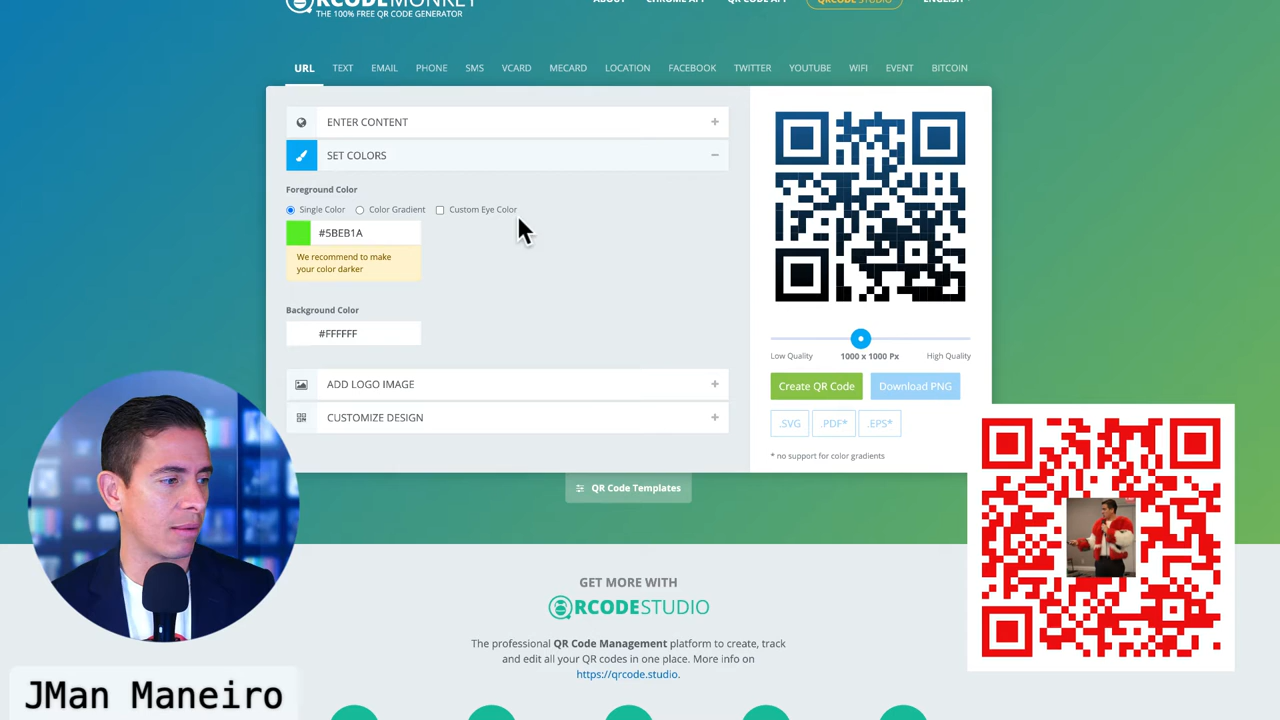 RCODEMONKEY
THE 100% FREE QR CODE GENERATOR
ABOUT CHROME APP QR CODE API QRCODE STUDIO ENGLISH
URL TEXT EMAIL PHONE SMS VCARD MECARD LOCATION FACEBOOK TWITTER YOUTUBE WIFI EVENT BITCOIN
ENTER CONTENT +
SET COLORS −
Foreground Color
Single Color Color Gradient Custom Eye Color
#5BEB1A
We recommend to make
your color darker
Background Color
#FFFFFF
ADD LOGO IMAGE +
CUSTOMIZE DESIGN +
Low Quality 1000 x 1000 Px High Quality
Create QR Code Download PNG
.SVG .PDF* .EPS*
* no support for color gradients
QR Code Templates
GET MORE WITH
QRCODESTUDIO
The professional QR Code Management platform to create, track
and edit all your QR codes in one place. More info on
https://qrcode.studio.
JMan Maneiro